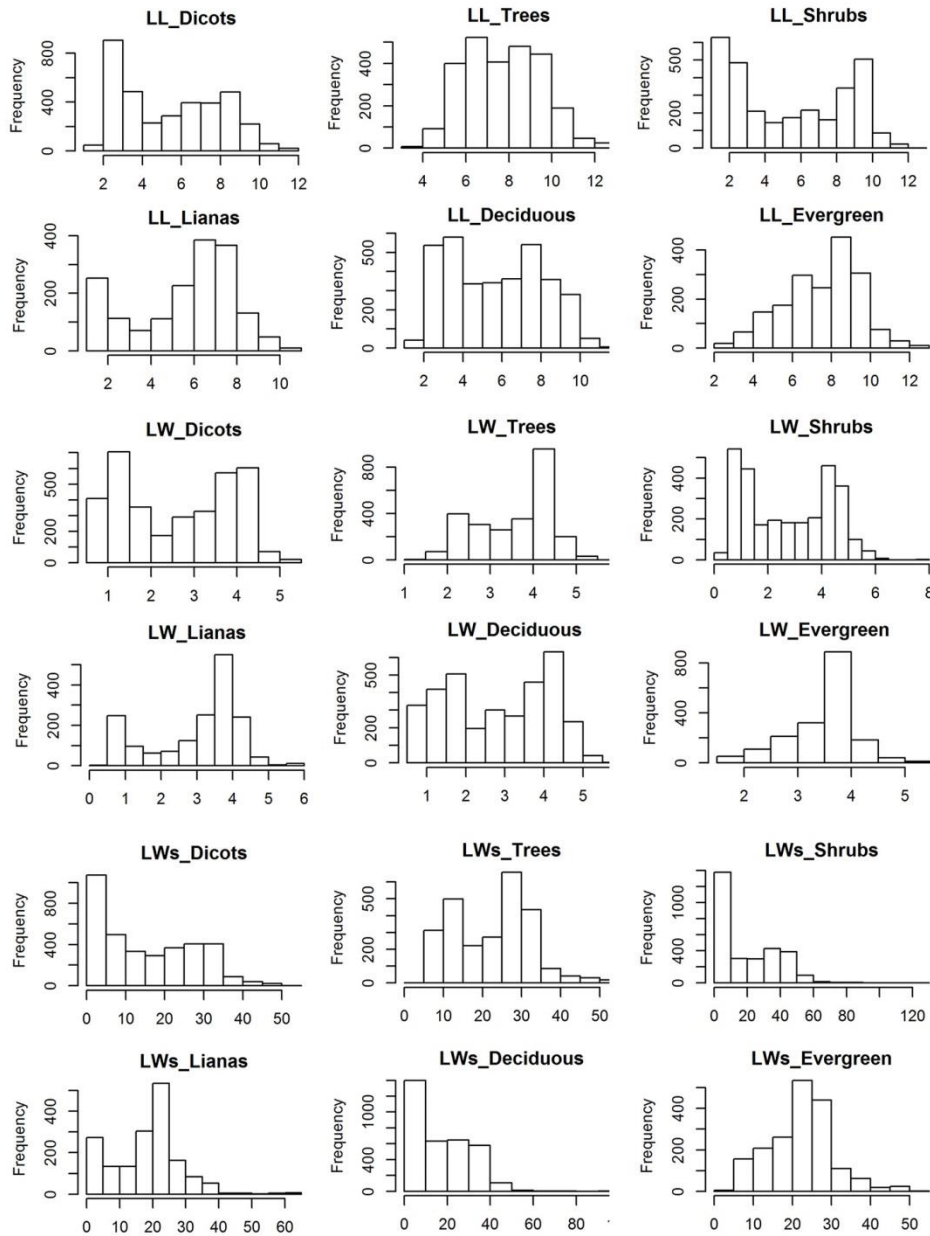 LL_Dicots LL_Trees LL_Shrubs
Frequency 0 400 800 2 4 6 8 10 12
Frequency 0 200 400 4 6 8 10 12
Frequency 0 200 600 2 4 6 8 10 12
LL_Lianas LL_Deciduous LL_Evergreen
Frequency 0 200 400 2 4 6 8 10
Frequency 0 200 500 2 4 6 8 10
Frequency 0 200 400 2 4 6 8 10 12
LW_Dicots LW_Trees LW_Shrubs
Frequency 0 200 500 1 2 3 4 5
Frequency 0 400 800 1 2 3 4 5
Frequency 0 200 400 0 2 4 6 8
LW_Lianas LW_Deciduous LW_Evergreen
Frequency 0 200 400 0 1 2 3 4 5 6
Frequency 0 200 500 1 2 3 4 5
Frequency 0 400 800 2 3 4 5
LWs_Dicots LWs_Trees LWs_Shrubs
Frequency 0 400 800 0 10 20 30 40 50
Frequency 0 200 500 0 10 20 30 40 50
Frequency 0 400 1000 0 20 40 60 80 120
LWs_Lianas LWs_Deciduous LWs_Evergreen
Frequency 0 200 400 0 10 20 30 40 50 60
Frequency 0 400 1000 0 20 40 60 80
Frequency 0 200 400 0 10 20 30 40 50